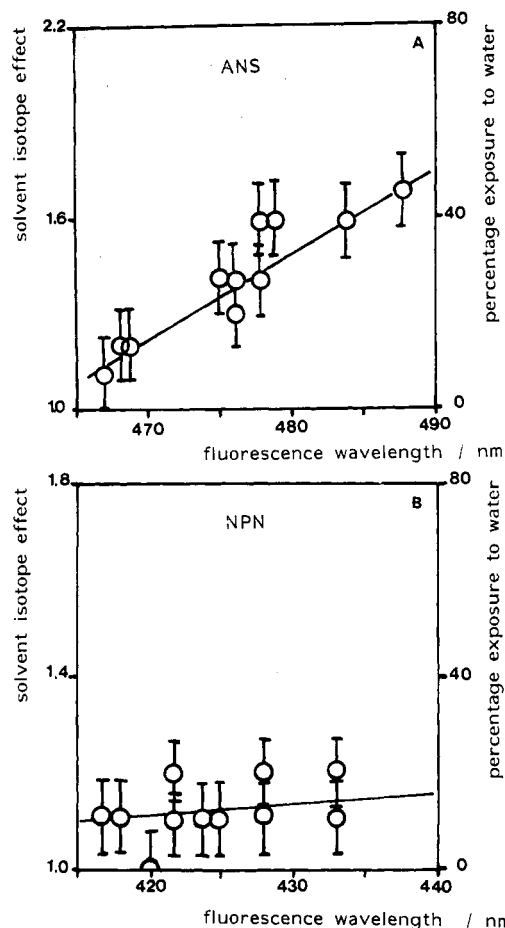 2.2
A
80
ANS
solvent isotope effect
percentage exposure to water
1.6
40
1.0
0
470
480
490
fluorescence wavelength / nm
1.8
B
80
NPN
solvent isotope effect
percentage exposure to water
1.4
40
1.0
0
420
430
440
fluorescence wavelength / nm